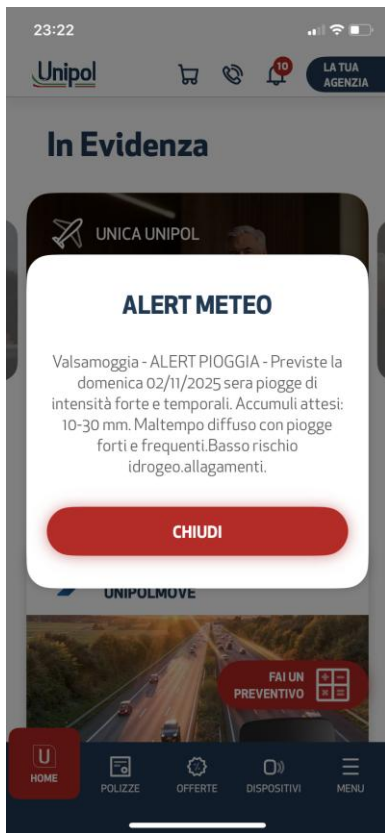 23:22
Unipol
10
LA TUA
AGENZIA
In Evidenza
UNICA UNIPOL
ALERT METEO
Valsamoggia - ALERT PIOGGIA - Previste la
domenica 02/11/2025 sera piogge di
intensità forte e temporali. Accumuli attesi:
10-30 mm. Maltempo diffuso con piogge
forti e frequenti.Basso rischio
idrogeo.allagamenti.
CHIUDI
UNIPOLMOVE
FAI UN
PREVENTIVO
U
HOME
POLIZZE
OFFERTE
DISPOSITIVI
MENU